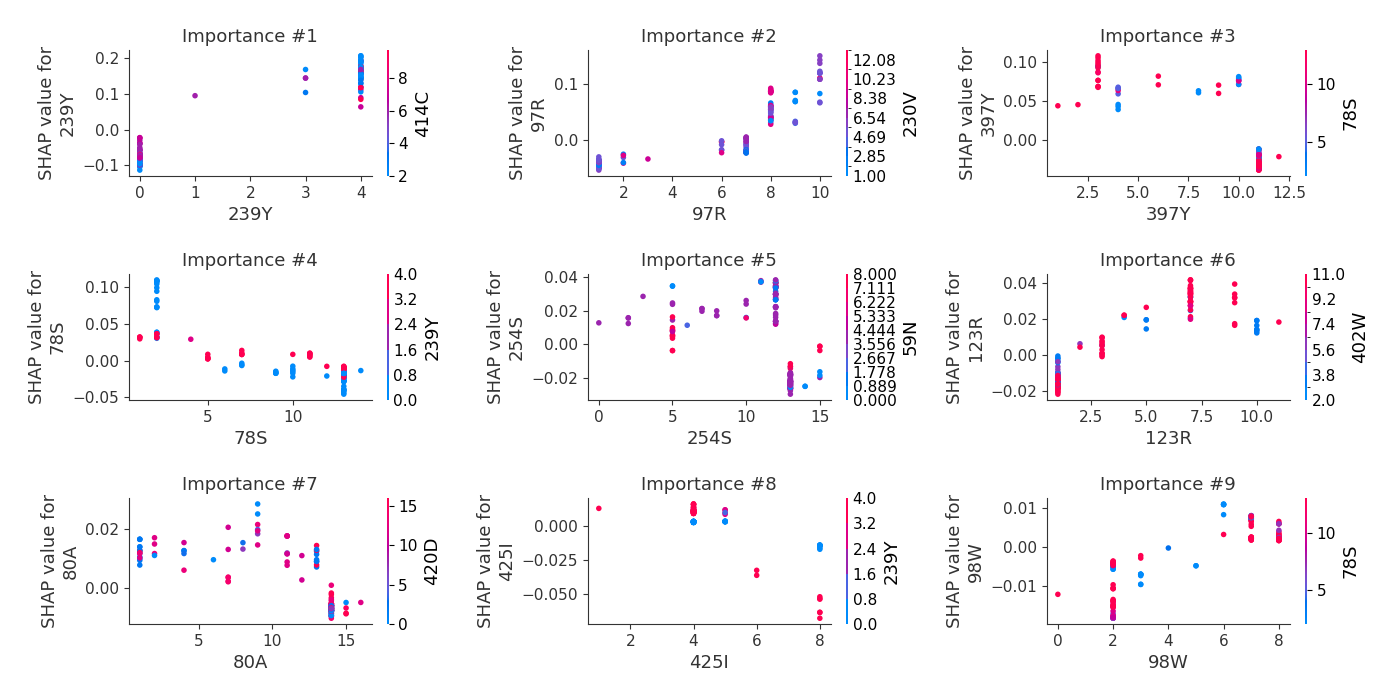 Importance #1
SHAP value for
239Y
0.2
0.1
0.0
−0.1
0
1
2
3
4
239Y
8
6
4
2
414C
Importance #2
SHAP value for
97R
0.1
0.0
2
4
6
8
10
97R
12.08
10.23
8.38
6.54
4.69
2.85
1.00
230V
Importance #3
SHAP value for
397Y
0.10
0.05
0.00
2.5
5.0
7.5
10.0
12.5
397Y
10
5
78S
Importance #4
SHAP value for
78S
0.10
0.05
0.00
−0.05
5
10
78S
4.0
3.2
2.4
1.6
0.8
0.0
239Y
Importance #5
SHAP value for
254S
0.04
0.02
0.00
−0.02
0
5
10
15
254S
8.000
7.111
6.222
5.333
4.444
3.556
2.667
1.778
0.889
0.000
59N
Importance #6
SHAP value for
123R
0.04
0.02
0.00
−0.02
2.5
5.0
7.5
10.0
123R
11.0
9.2
7.4
5.6
3.8
2.0
402W
Importance #7
SHAP value for
80A
0.02
0.00
5
10
15
80A
15
10
5
0
420D
Importance #8
SHAP value for
425I
0.000
−0.025
−0.050
2
4
6
8
425I
4.0
3.2
2.4
1.6
0.8
0.0
239Y
Importance #9
SHAP value for
98W
0.01
0.00
−0.01
0
2
4
6
8
98W
10
5
78S